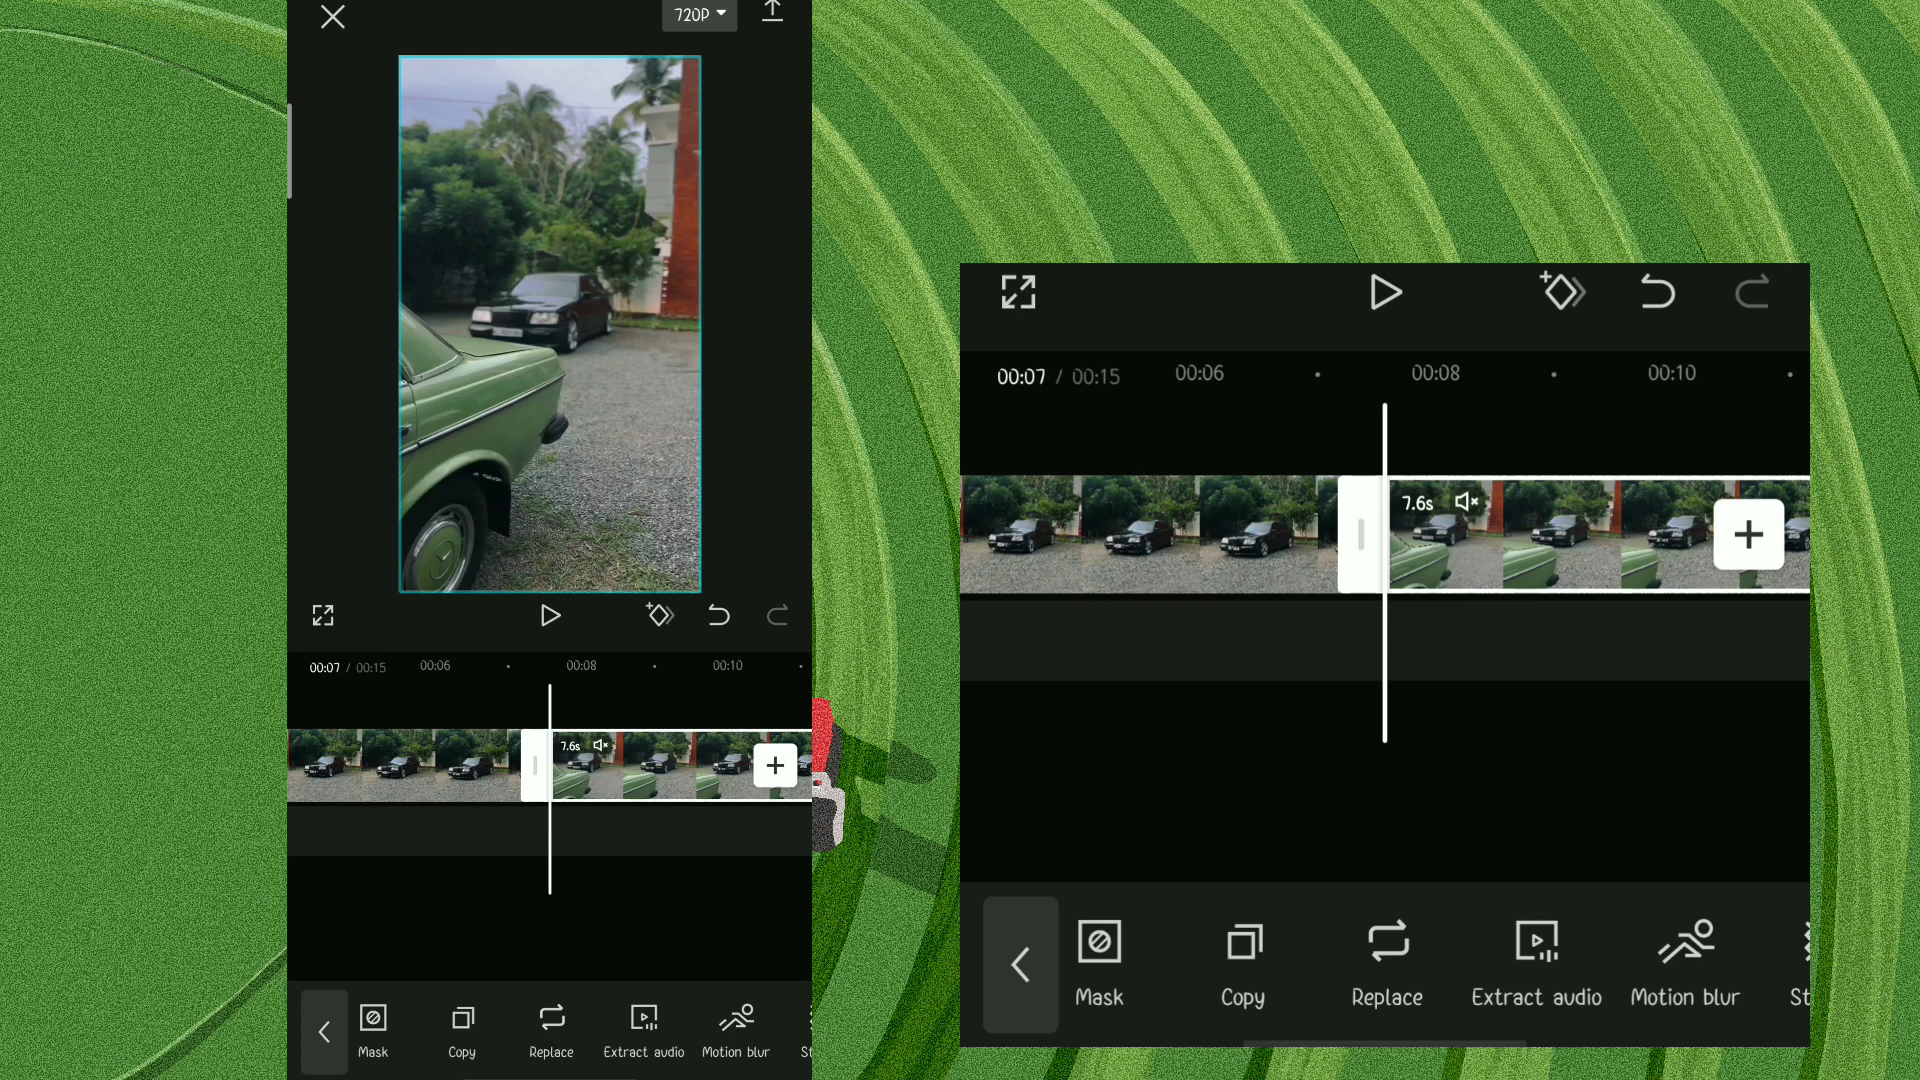 720P
00:07 / 00:15 00:06 00:08 00:10
7.6s
Mask Copy Replace Extract audio Motion blur St
00:07 / 00:15 00:06 00:08 00:10
7.6s
Mask Copy Replace Extract audio Motion blur St